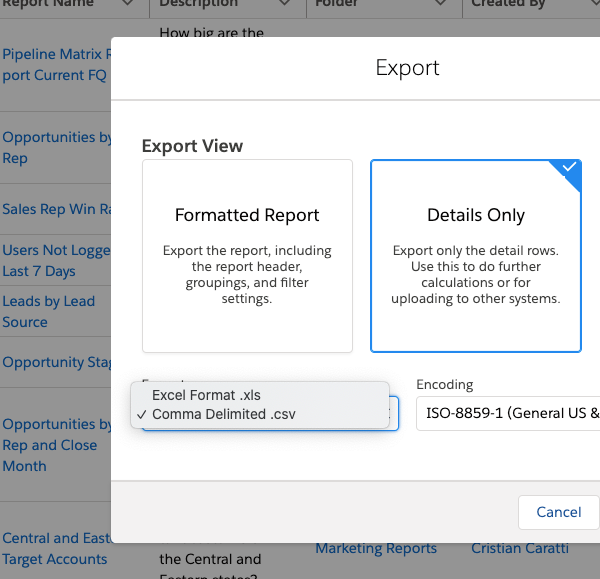 Report Name
Description
Folder
Created By
How big are the
Pipeline Matrix R
port Current FQ
Opportunities by
Rep
Sales Rep Win Ra
Users Not Logge
Last 7 Days
Leads by Lead
Source
Opportunity Stag
Opportunities by
Rep and Close
Month
Central and East
Target Accounts
the Central and
Eastern states?
Marketing Reports
Cristian Caratti
Export
Export View
Formatted Report
Export the report, including
the report header,
groupings, and filter
settings.
Details Only
Export only the detail rows.
Use this to do further
calculations or for
uploading to other systems.
Format
Excel Format .xls
✓ Comma Delimited .csv
Encoding
ISO-8859-1 (General US &
Cancel